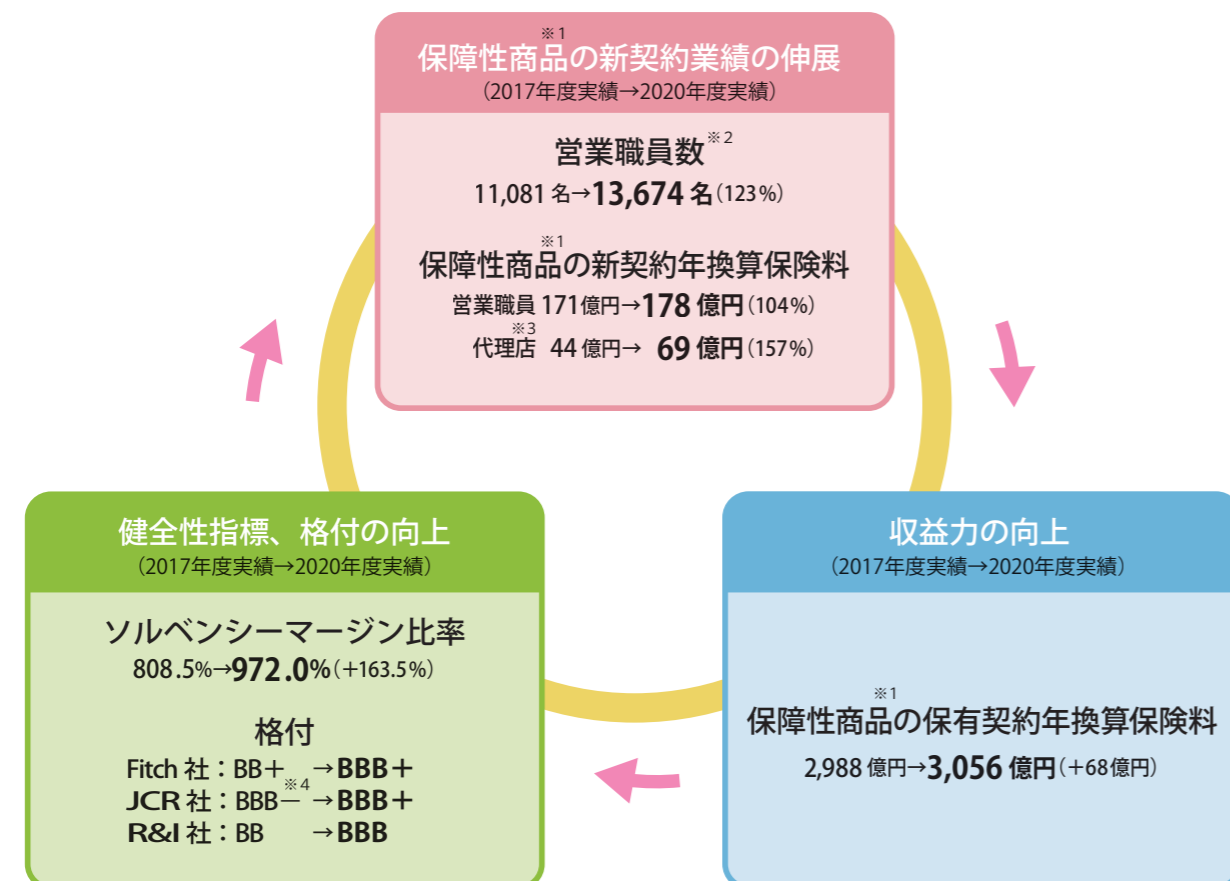 保障性商品※1の新契約業績の伸展
（2017年度実績→2020年度実績）
営業職員数※2
11,081名→13,674名（123%）
保障性商品※1の新契約年換算保険料
営業職員 171億円→178億円（104%）
代理店※3 44億円→ 69億円（157%）
健全性指標、格付の向上
（2017年度実績→2020年度実績）
ソルベンシーマージン比率
808.5%→972.0%（＋163.5%）
格付
Fitch社：BB＋ →BBB＋
JCR社：BBB－※4 →BBB＋
R&I社：BB →BBB
収益力の向上
（2017年度実績→2020年度実績）
保障性商品※1の保有契約年換算保険料
2,988億円→3,056億円（＋68億円）